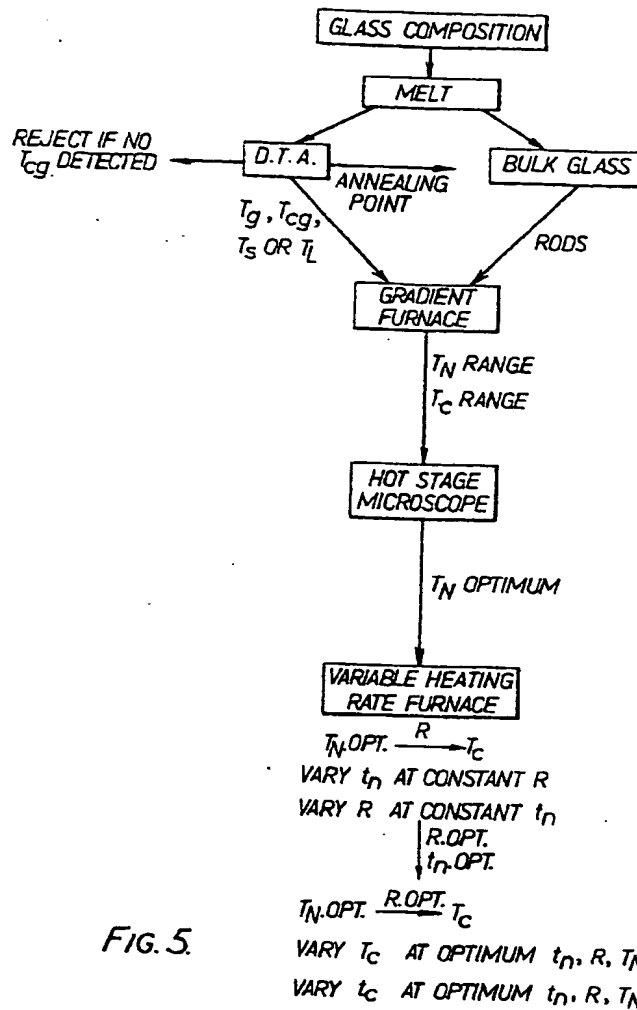 GLASS COMPOSITION
MELT
REJECT IF NO
Tcg. DETECTED
D.T.A.
ANNEALING
POINT
BULK GLASS
Tg, Tcg,
Ts OR TL
RODS
GRADIENT
FURNACE
TN RANGE
TC RANGE
HOT STAGE
MICROSCOPE
TN OPTIMUM
VARIABLE HEATING
RATE FURNACE
TN.OPT. R TC
VARY tn AT CONSTANT R
VARY R AT CONSTANT tn
R.OPT.
tn.OPT.
TN.OPT. R.OPT. TC
FIG. 5.
VARY TC AT OPTIMUM tn, R, TN
VARY tc AT OPTIMUM tn, R, TN